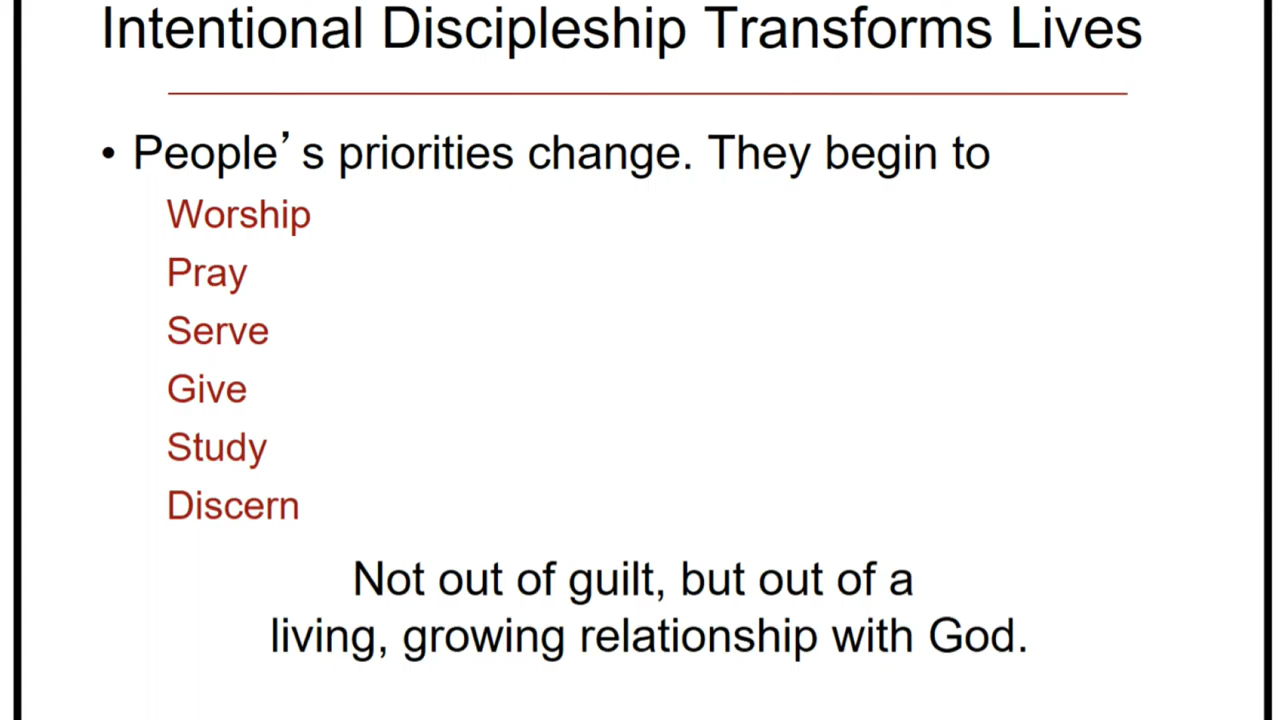 Intentional Discipleship Transforms Lives
• People’s priorities change. They begin to
Worship
Pray
Serve
Give
Study
Discern
Not out of guilt, but out of a
living, growing relationship with God.